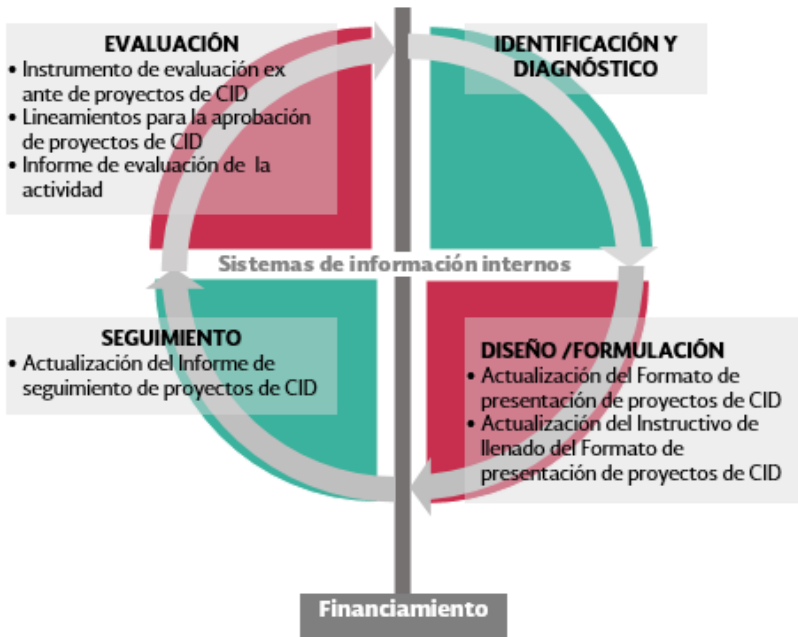 EVALUACIÓN
• Instrumento de evaluación ex
ante de proyectos de CID
• Lineamientos para la aprobación
de proyectos de CID
• Informe de evaluación de la
actividad
IDENTIFICACIÓN Y
DIAGNÓSTICO
Sistemas de información internos
SEGUIMIENTO
• Actualización del Informe de
seguimiento de proyectos de CID
DISEÑO /FORMULACIÓN
• Actualización del Formato de
presentación de proyectos de CID
• Actualización del Instructivo de
llenado del Formato de
presentación de proyectos de CID
Financiamiento